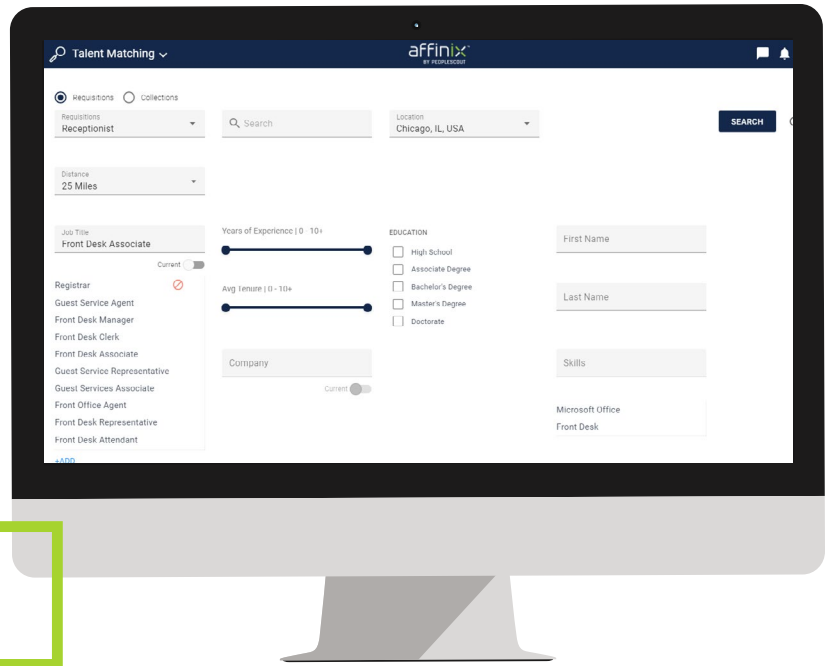 Talent Matching
affinix
BY PEOPLESCOUT
Requisitions
Collections
Requisitions
Receptionist
Search
Location
Chicago, IL, USA
SEARCH
Distance
25 Miles
Job Title
Front Desk Associate
Current
Registrar
Guest Service Agent
Front Desk Manager
Front Desk Clerk
Front Desk Associate
Guest Service Representative
Guest Services Associate
Front Office Agent
Front Desk Representative
Front Desk Attendant
+ADD
Years of Experience | 0 - 10+
Avg Tenure | 0 - 10+
Company
Current
EDUCATION
High School
Associate Degree
Bachelor's Degree
Master's Degree
Doctorate
First Name
Last Name
Skills
Microsoft Office
Front Desk